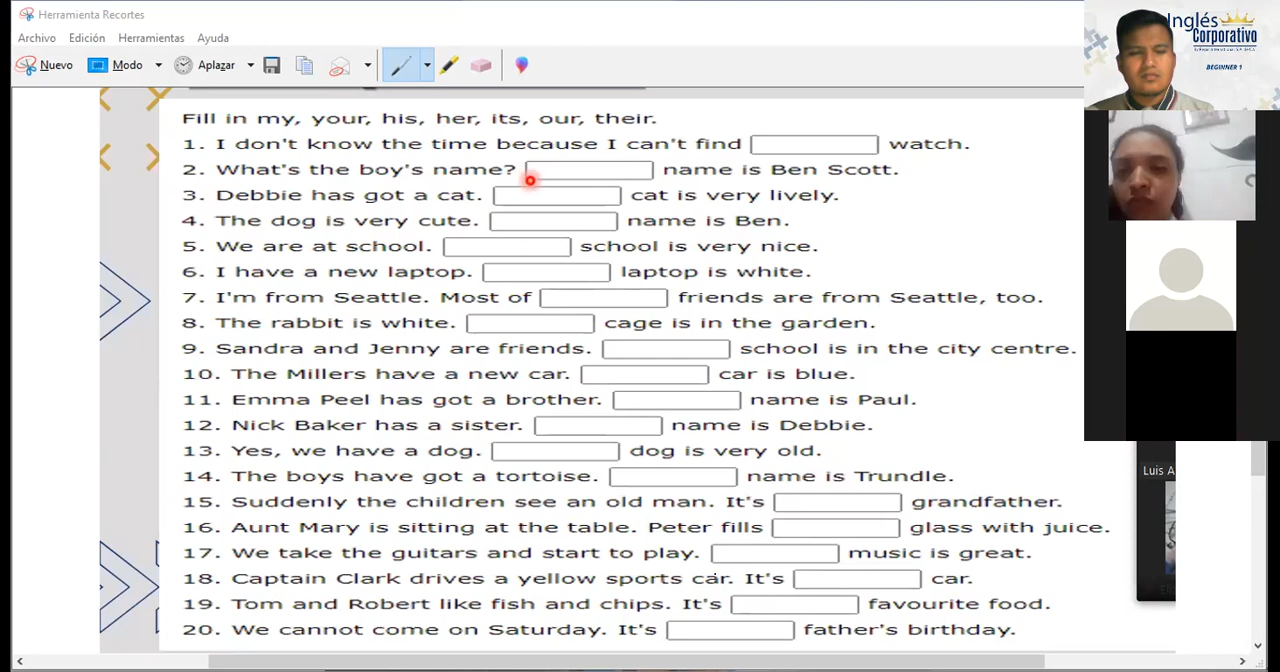 Herramienta Recortes
Archivo Edición Herramientas Ayuda
Nuevo Modo Aplazar
Inglés
Corporativo
BEGINNER 1
Fill in my, your, his, her, its, our, their.
1. I don't know the time because I can't find watch.
2. What's the boy's name? name is Ben Scott.
3. Debbie has got a cat. cat is very lively.
4. The dog is very cute. name is Ben.
5. We are at school. school is very nice.
6. I have a new laptop. laptop is white.
7. I'm from Seattle. Most of friends are from Seattle, too.
8. The rabbit is white. cage is in the garden.
9. Sandra and Jenny are friends. school is in the city centre.
10. The Millers have a new car. car is blue.
11. Emma Peel has got a brother. name is Paul.
12. Nick Baker has a sister. name is Debbie.
13. Yes, we have a dog. dog is very old.
14. The boys have got a tortoise. name is Trundle.
15. Suddenly the children see an old man. It's grandfather.
16. Aunt Mary is sitting at the table. Peter fills glass with juice.
17. We take the guitars and start to play. music is great.
18. Captain Clark drives a yellow sports car. It's car.
19. Tom and Robert like fish and chips. It's favourite food.
20. We cannot come on Saturday. It's father's birthday.
Luis A